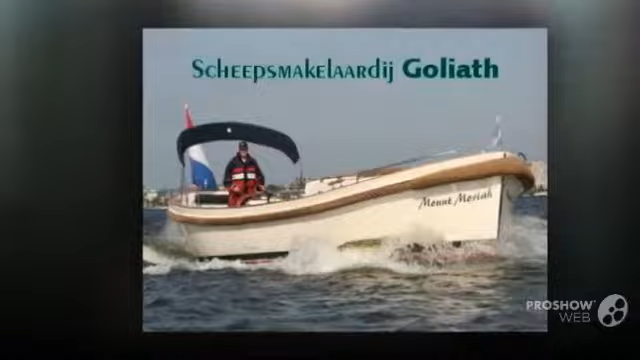 Scheepsmakelaardij Goliath
Mount Moriah
PROSHOW
WEB